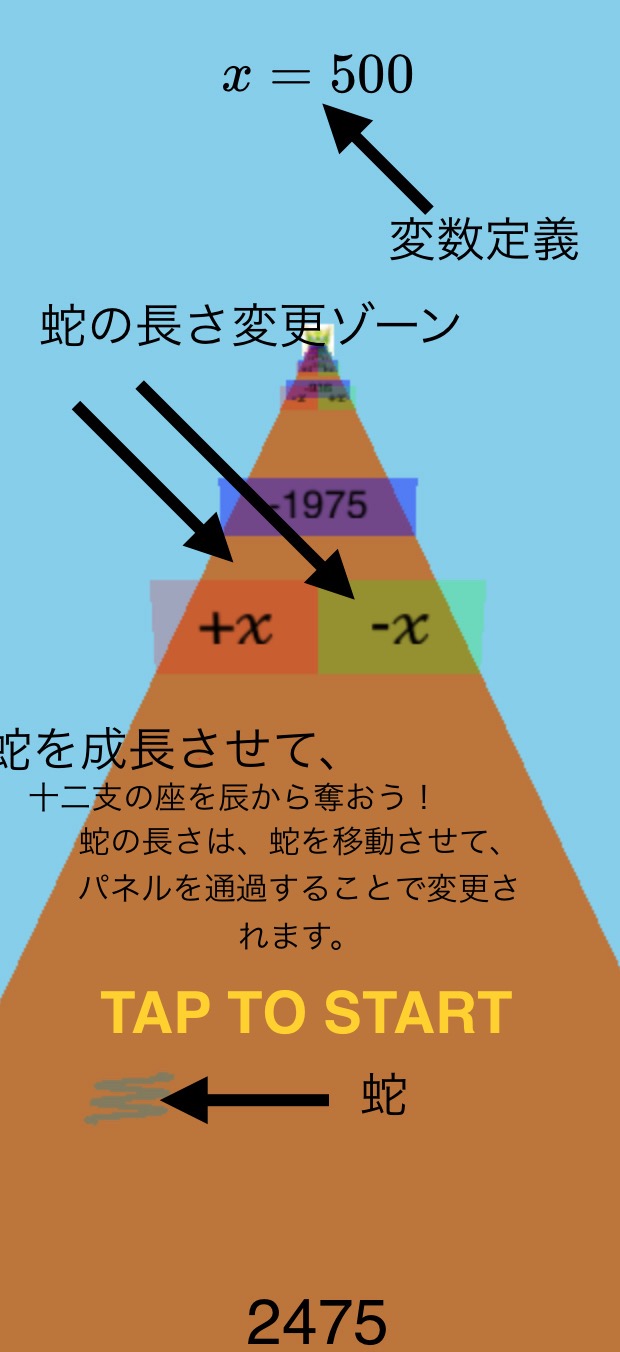 x = 500
変数定義
蛇の長さ変更ゾーン
-1975
+x
-x
蛇を成長させて、
十二支の座を辰から奪おう！
蛇の長さは、蛇を移動させて、
パネルを通過することで変更さ
れます。
TAP TO START
蛇
2475